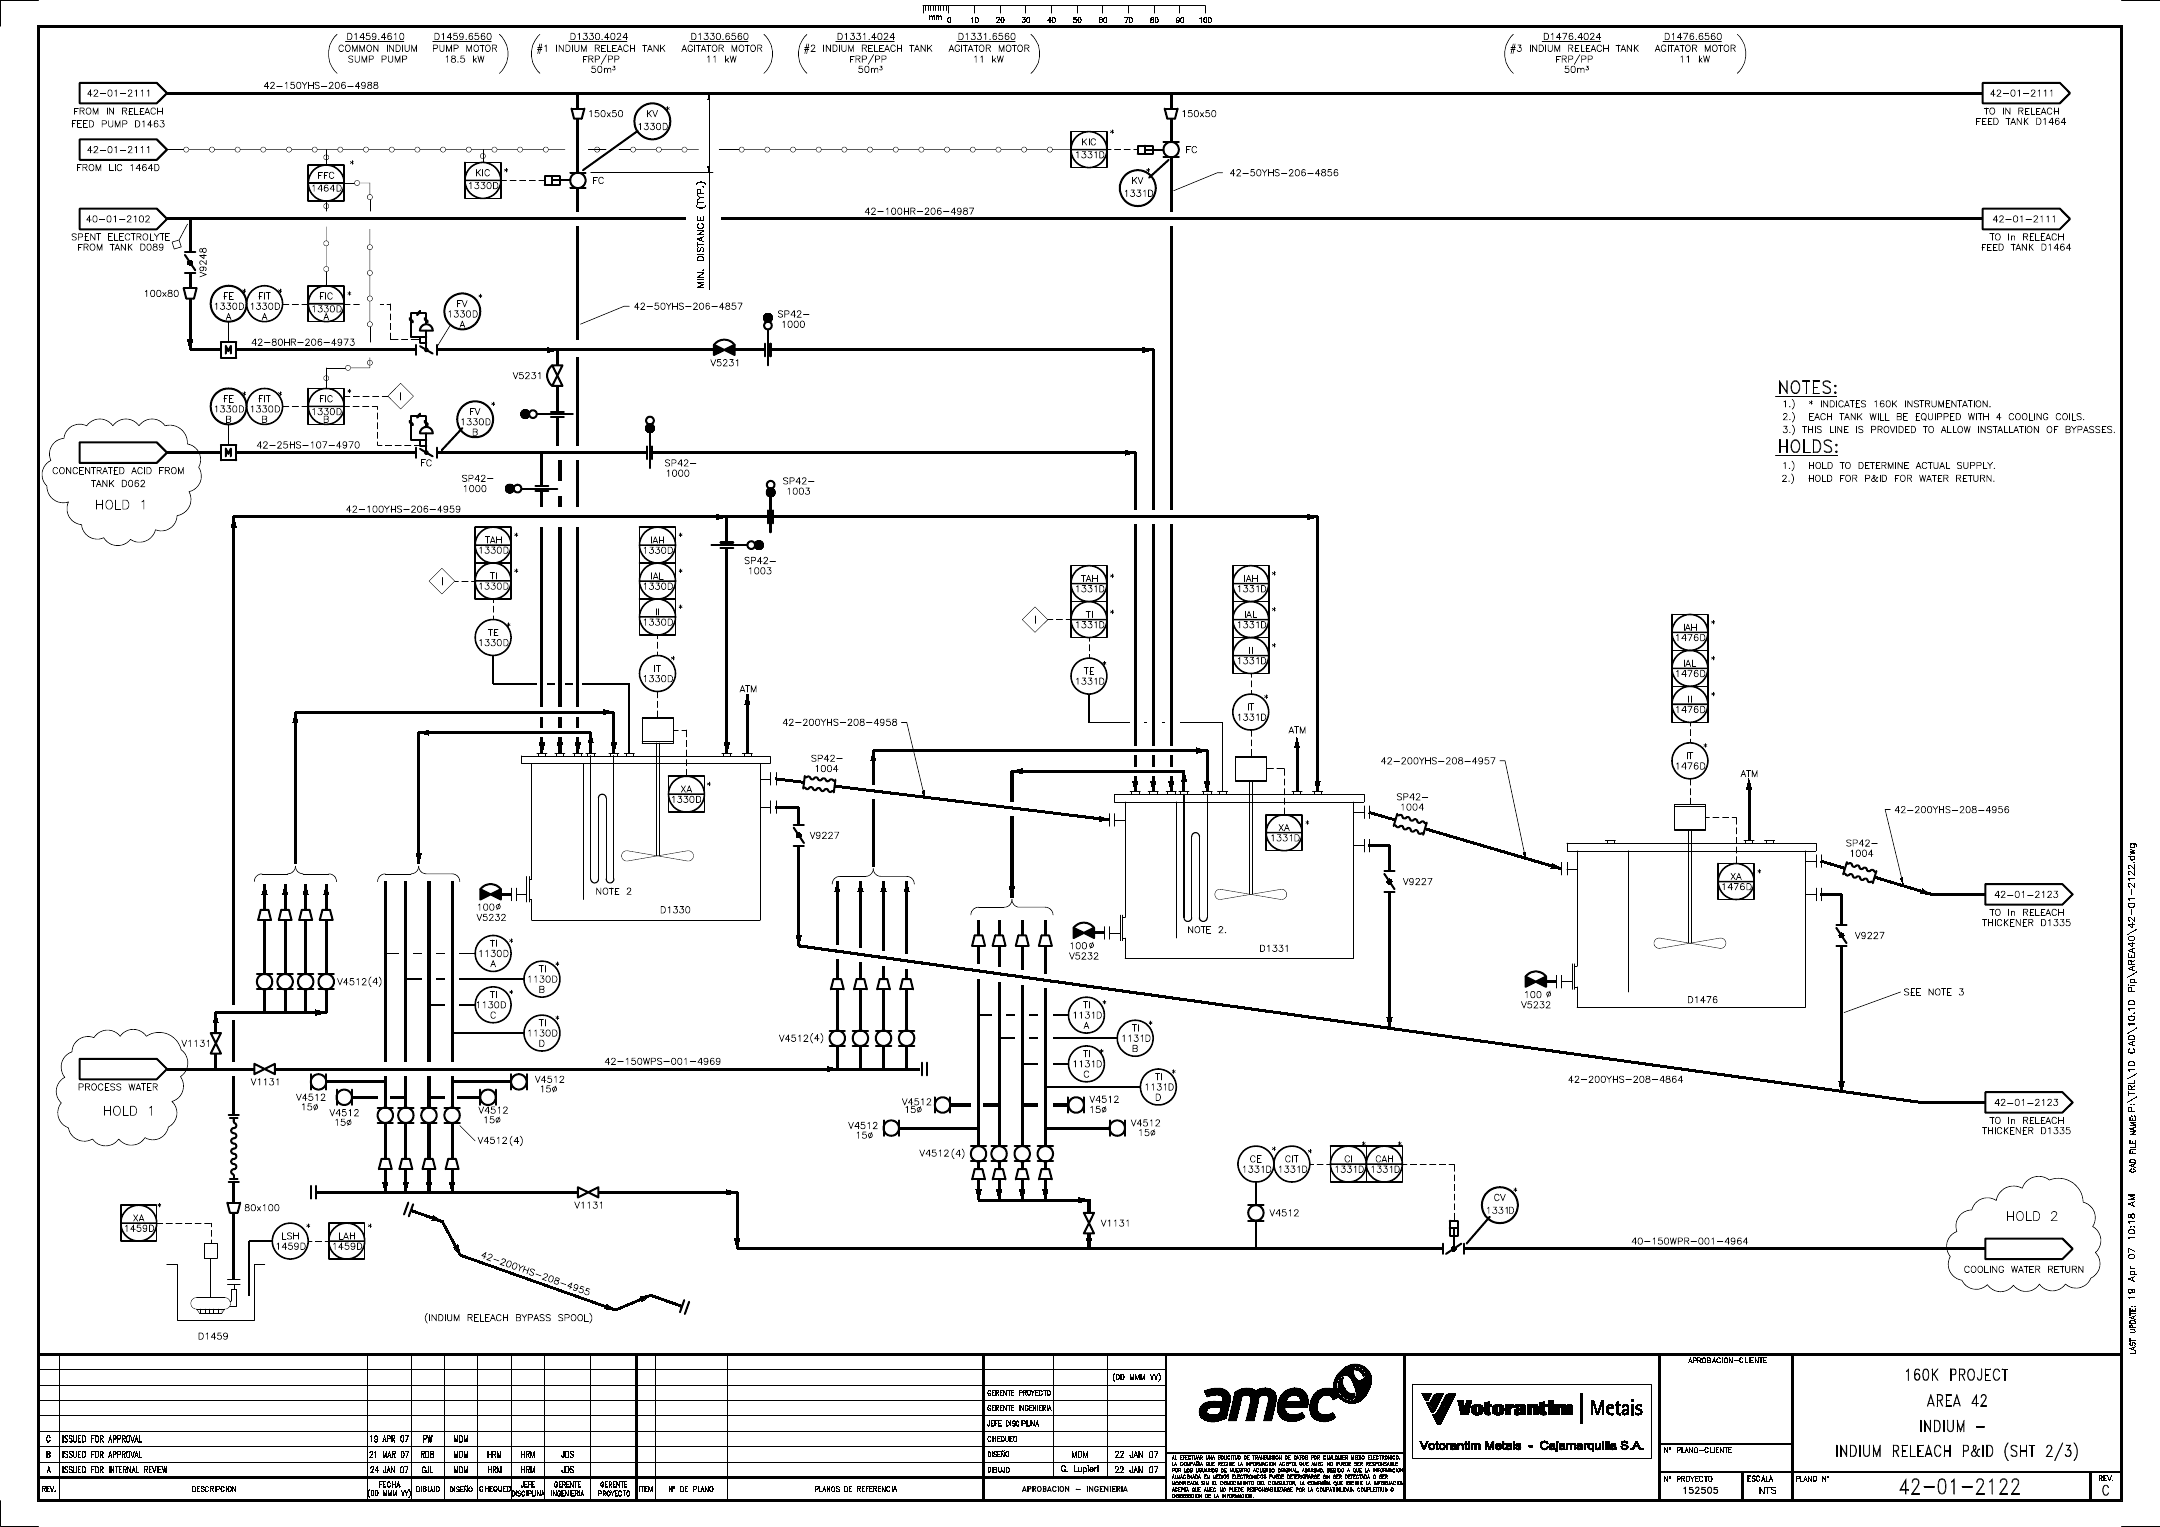 mm 0 10 20 30 40 50 60 70 80 90 100
D1459.4610 D1459.6560
COMMON INDIUM PUMP MOTOR
SUMP PUMP 18.5 kW
D1330.4024 D1330.6560
#1 INDIUM RELEACH TANK AGITATOR MOTOR
FRP/PP 11 kW
50m³
D1331.4024 D1331.6560
#2 INDIUM RELEACH TANK AGITATOR MOTOR
FRP/PP 11 kW
50m³
D1476.4024 D1476.6560
#3 INDIUM RELEACH TANK AGITATOR MOTOR
FRP/PP 11 kW
50m³
42-01-2111
FROM IN RELEACH
FEED PUMP D1463
42-150YHS-206-4988
150x50
KV
1330D
*
150x50
42-01-2111
TO IN RELEACH
FEED TANK D1464
42-01-2111
FROM LIC 1464D
FFC
1464D
*
KIC
1330D
*
FC
KIC
1331D
*
FC
KV
1331D
*
42-50YHS-206-4856
MIN. DISTANCE (TYP.)
40-01-2102
SPENT ELECTROLYTE
FROM TANK D089
42-100HR-206-4987
42-01-2111
TO In RELEACH
FEED TANK D1464
V9248
100x80
FE
1330D
A
*
FIT
1330D
A
*
FIC
1330D
A
*
FV
1330D
A
*
42-50YHS-206-4857
SP42-
1000
42-80HR-206-4973
V5231
V5231
FE
1330D
B
*
FIT
1330D
B
*
FIC
1330D
B
*
I
FV
1330D
B
*
FC
42-25HS-107-4970
CONCENTRATED ACID FROM
TANK D062
HOLD 1
SP42-
1000
SP42-
1000
SP42-
1003
SP42-
1003
42-100YHS-206-4959
NOTES:
1.) * INDICATES 160K INSTRUMENTATION.
2.) EACH TANK WILL BE EQUIPPED WITH 4 COOLING COILS.
3.) THIS LINE IS PROVIDED TO ALLOW INSTALLATION OF BYPASSES.
HOLDS:
1.) HOLD TO DETERMINE ACTUAL SUPPLY.
2.) HOLD FOR P&ID FOR WATER RETURN.
TAH
1330D
*
I
TI
1330D
*
TE
1330D
*
IAH
1330D
*
IAL
1330D
*
II
1330D
*
IT
1330D
*
ATM
XA
1330D
*
TAH
1331D
*
I
TI
1331D
*
TE
1331D
*
IAH
1331D
*
IAL
1331D
*
II
1331D
*
IT
1331D
*
ATM
XA
1331D
*
IAH
1476D
*
IAL
1476D
*
II
1476D
*
IT
1476D
*
ATM
XA
1476D
*
42-200YHS-208-4958
SP42-
1004
V9227
NOTE 2
D1330
100ø
V5232
42-200YHS-208-4957
SP42-
1004
V9227
NOTE 2.
D1331
100ø
V5232
42-200YHS-208-4956
SP42-
1004
V9227
D1476
100 ø
V5232
SEE NOTE 3
42-01-2123
TO In RELEACH
THICKENER D1335
V4512(4)
TI
1130D
A
*
TI
1130D
B
*
TI
1130D
C
*
TI
1130D
D
*
V4512(4)
TI
1131D
A
*
TI
1131D
B
*
TI
1131D
C
*
TI
1131D
D
*
V1131
PROCESS WATER
HOLD 1
V1131
42-150WPS-001-4969
V4512
15ø
V4512
15ø
V4512
15ø
V4512
15ø
V4512(4)
V4512
15ø
V4512
15ø
V4512
15ø
V4512
15ø
V4512(4)
42-200YHS-208-4864
42-01-2123
TO In RELEACH
THICKENER D1335
CE
1331D
*
CIT
1331D
*
CI
1331D
*
CAH
1331D
*
V4512
CV
1331D
*
V1131
V1131
40-150WPR-001-4964
HOLD 2
COOLING WATER RETURN
80x100
XA
1459D
*
LSH
1459D
*
LAH
1459D
*
D1459
42-200YHS-208-4955
(INDIUM RELEACH BYPASS SPOOL)
LAST UPDATE: 19 Apr 07 10:18 AM CAD FILE NAME:P:\TRL\1D CAD\10.1D Pip\AREA40\42-01-2122.dwg
C ISSUED FOR APPROVAL 19 APR 07 PW MDM
B ISSUED FOR APPROVAL 21 MAR 07 ROB MDM HRM HRM JDS
A ISSUED FOR INTERNAL REVIEW 24 JAN 07 GJL MDM HRM HRM JDS
REV. DESCRIPCION FECHA (DD MMM YY) DIBUJO DISEÑO CHEQUEO JEFE DISCIPLINA GERENTE INGENIERIA GERENTE PROYECTO
ITEM Nº DE PLANO PLANOS DE REFERENCIA
(DD MMM YY)
GERENTE PROYECTO
GERENTE INGENIERIA
JEFE DISCIPLINA
CHEQUEO
DISEÑO MDM 22 JAN 07
DIBUJO G. Lupieri 22 JAN 07
APROBACION - INGENIERIA
amec
Votorantim | Metais
Votorantim Metais - Cajamarquilla S.A.
APROBACION-CLIENTE
Nº PLANO-CLIENTE
Nº PROYECTO
152505
ESCALA
NTS
160K PROJECT
AREA 42
INDIUM -
INDIUM RELEACH P&ID (SHT 2/3)
PLANO Nº
42-01-2122
REV.
C